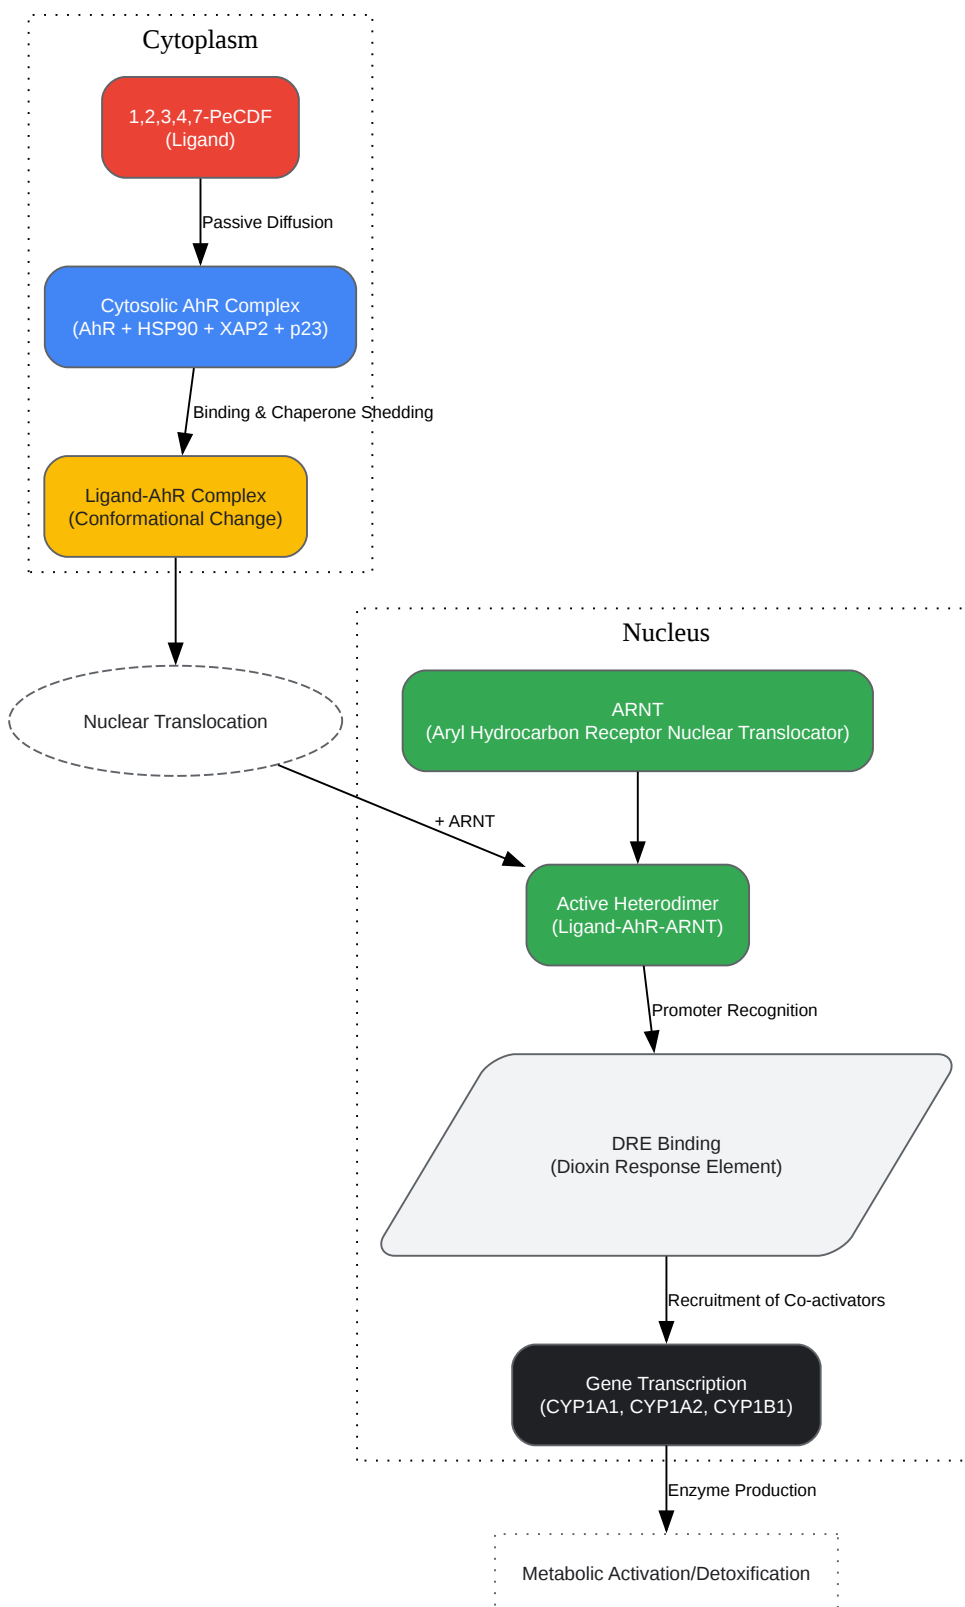 Cytoplasm
1,2,3,4,7-PeCDF
(Ligand)
Passive Diffusion
Cytosolic AhR Complex
(AhR + HSP90 + XAP2 + p23)
Binding & Chaperone Shedding
Ligand-AhR Complex
(Conformational Change)
Nuclear Translocation
Nucleus
ARNT
(Aryl Hydrocarbon Receptor Nuclear Translocator)
+ ARNT
Active Heterodimer
(Ligand-AhR-ARNT)
Promoter Recognition
DRE Binding
(Dioxin Response Element)
Recruitment of Co-activators
Gene Transcription
(CYP1A1, CYP1A2, CYP1B1)
Enzyme Production
Metabolic Activation/Detoxification